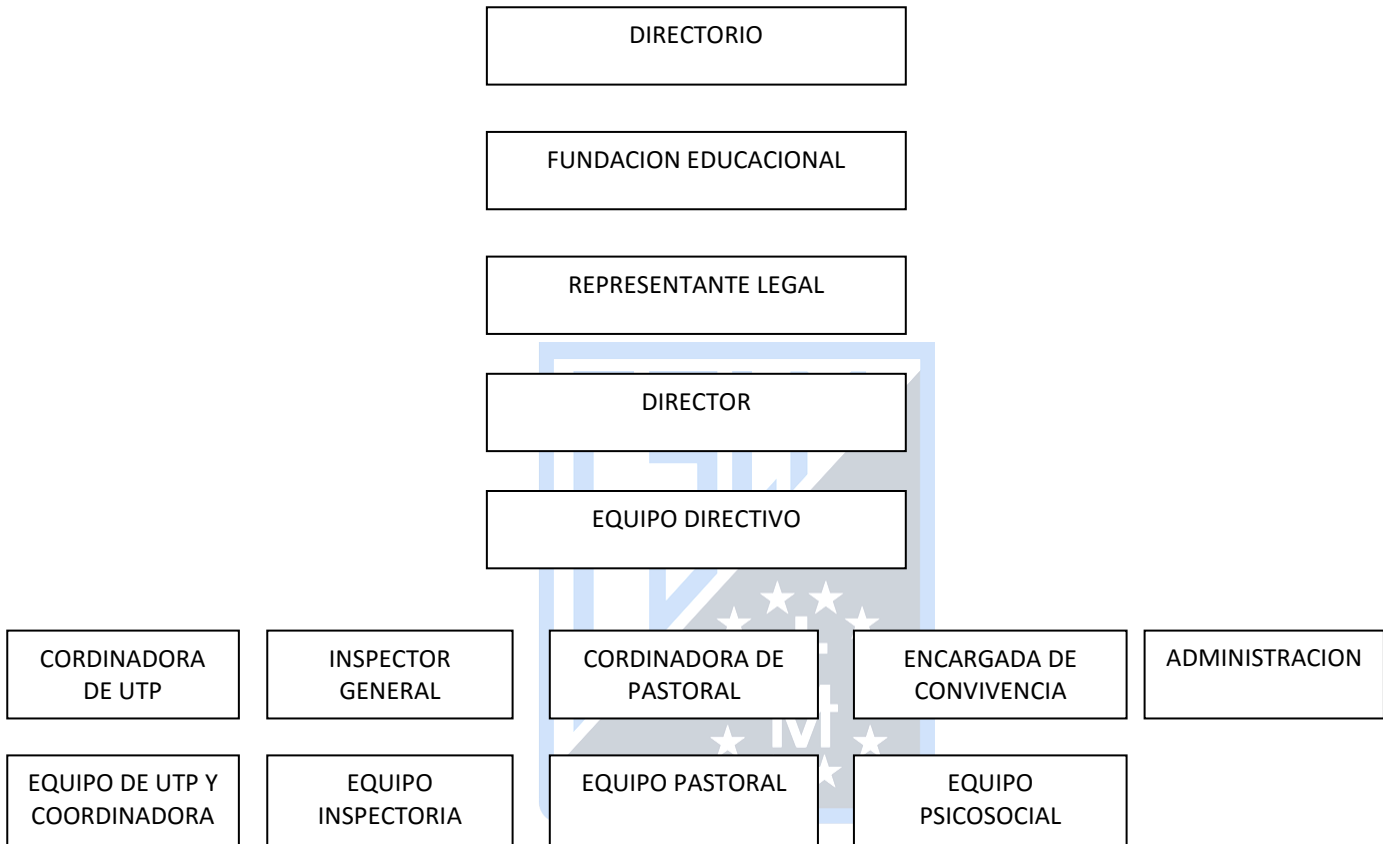 DIRECTORIO
FUNDACION EDUCACIONAL
REPRESENTANTE LEGAL
DIRECTOR
EQUIPO DIRECTIVO
CORDINADORA
DE UTP
INSPECTOR
GENERAL
CORDINADORA DE
PASTORAL
ENCARGADA DE
CONVIVENCIA
ADMINISTRACION
EQUIPO DE UTP Y
COORDINADORA
EQUIPO
INSPECTORIA
EQUIPO PASTORAL
EQUIPO
PSICOSOCIAL